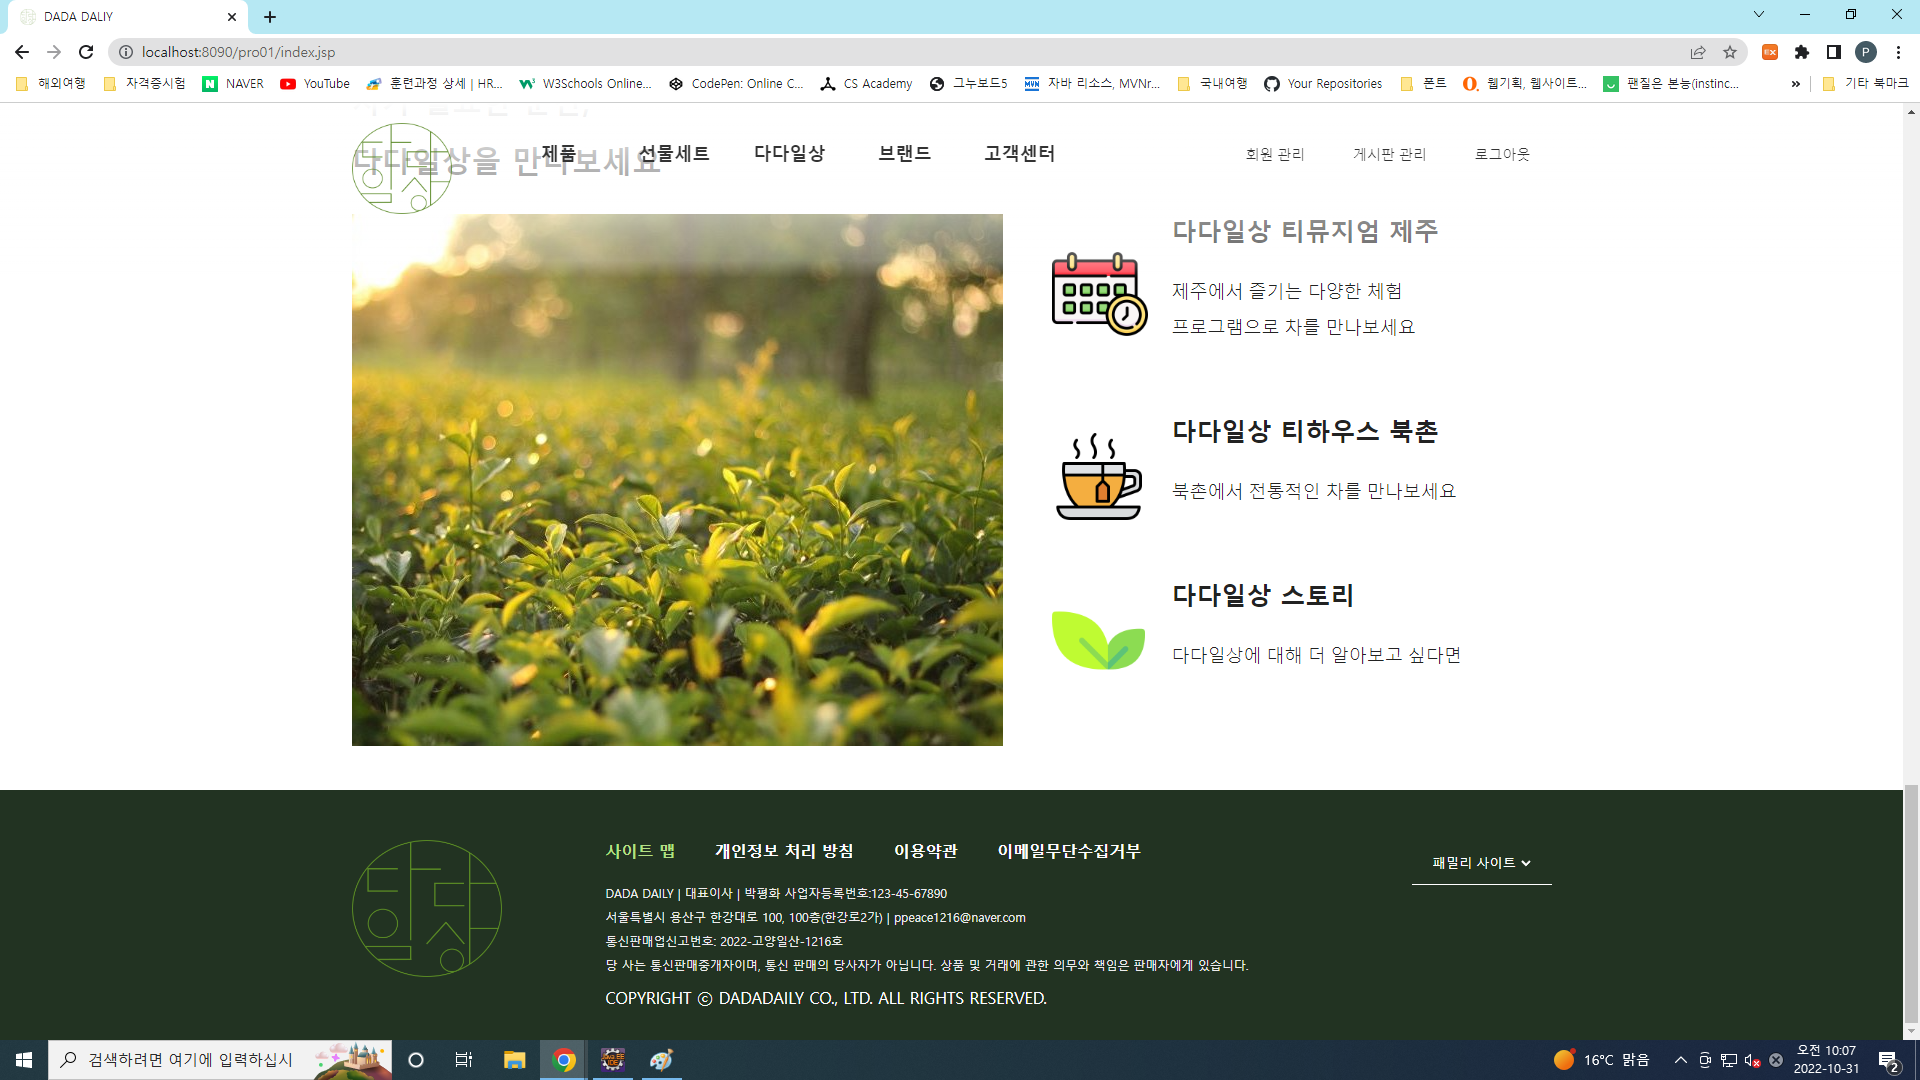 DADA DALIY
localhost:8090/pro01/index.jsp
EX
P
해외여행
자격증시험
NAVER
YouTube
훈련과정 상세 | HR...
W3Schools Online...
CodePen: Online C...
CS Academy
그누보드5
자바 리소스, MVNr...
국내여행
Your Repositories
폰트
웹기획, 웹사이트...
팬질은 본능(instinc...
»
기타 북마크
다다일상
제품
선물세트
다다일상
브랜드
고객센터
회원 관리
게시판 관리
로그아웃
다다일상을 만나보세요
다다일상 티뮤지엄 제주
제주에서 즐기는 다양한 체험
프로그램으로 차를 만나보세요
다다일상 티하우스 북촌
북촌에서 전통적인 차를 만나보세요
다다일상 스토리
다다일상에 대해 더 알아보고 싶다면
다다일상
사이트 맵
개인정보 처리 방침
이용약관
이메일무단수집거부
패밀리 사이트
DADA DAILY | 대표이사 | 박평화 사업자등록번호:123-45-67890
서울특별시 용산구 한강대로 100, 100층(한강로2가) | ppeace1216@naver.com
통신판매업신고번호: 2022-고양일산-1216호
당 사는 통신판매중개자이며, 통신 판매의 당사자가 아닙니다. 상품 및 거래에 관한 의무와 책임은 판매자에게 있습니다.
COPYRIGHT ⓒ DADADAILY CO., LTD. ALL RIGHTS RESERVED.
검색하려면 여기에 입력하십시
16°C 맑음
오전 10:07
2022-10-31
2